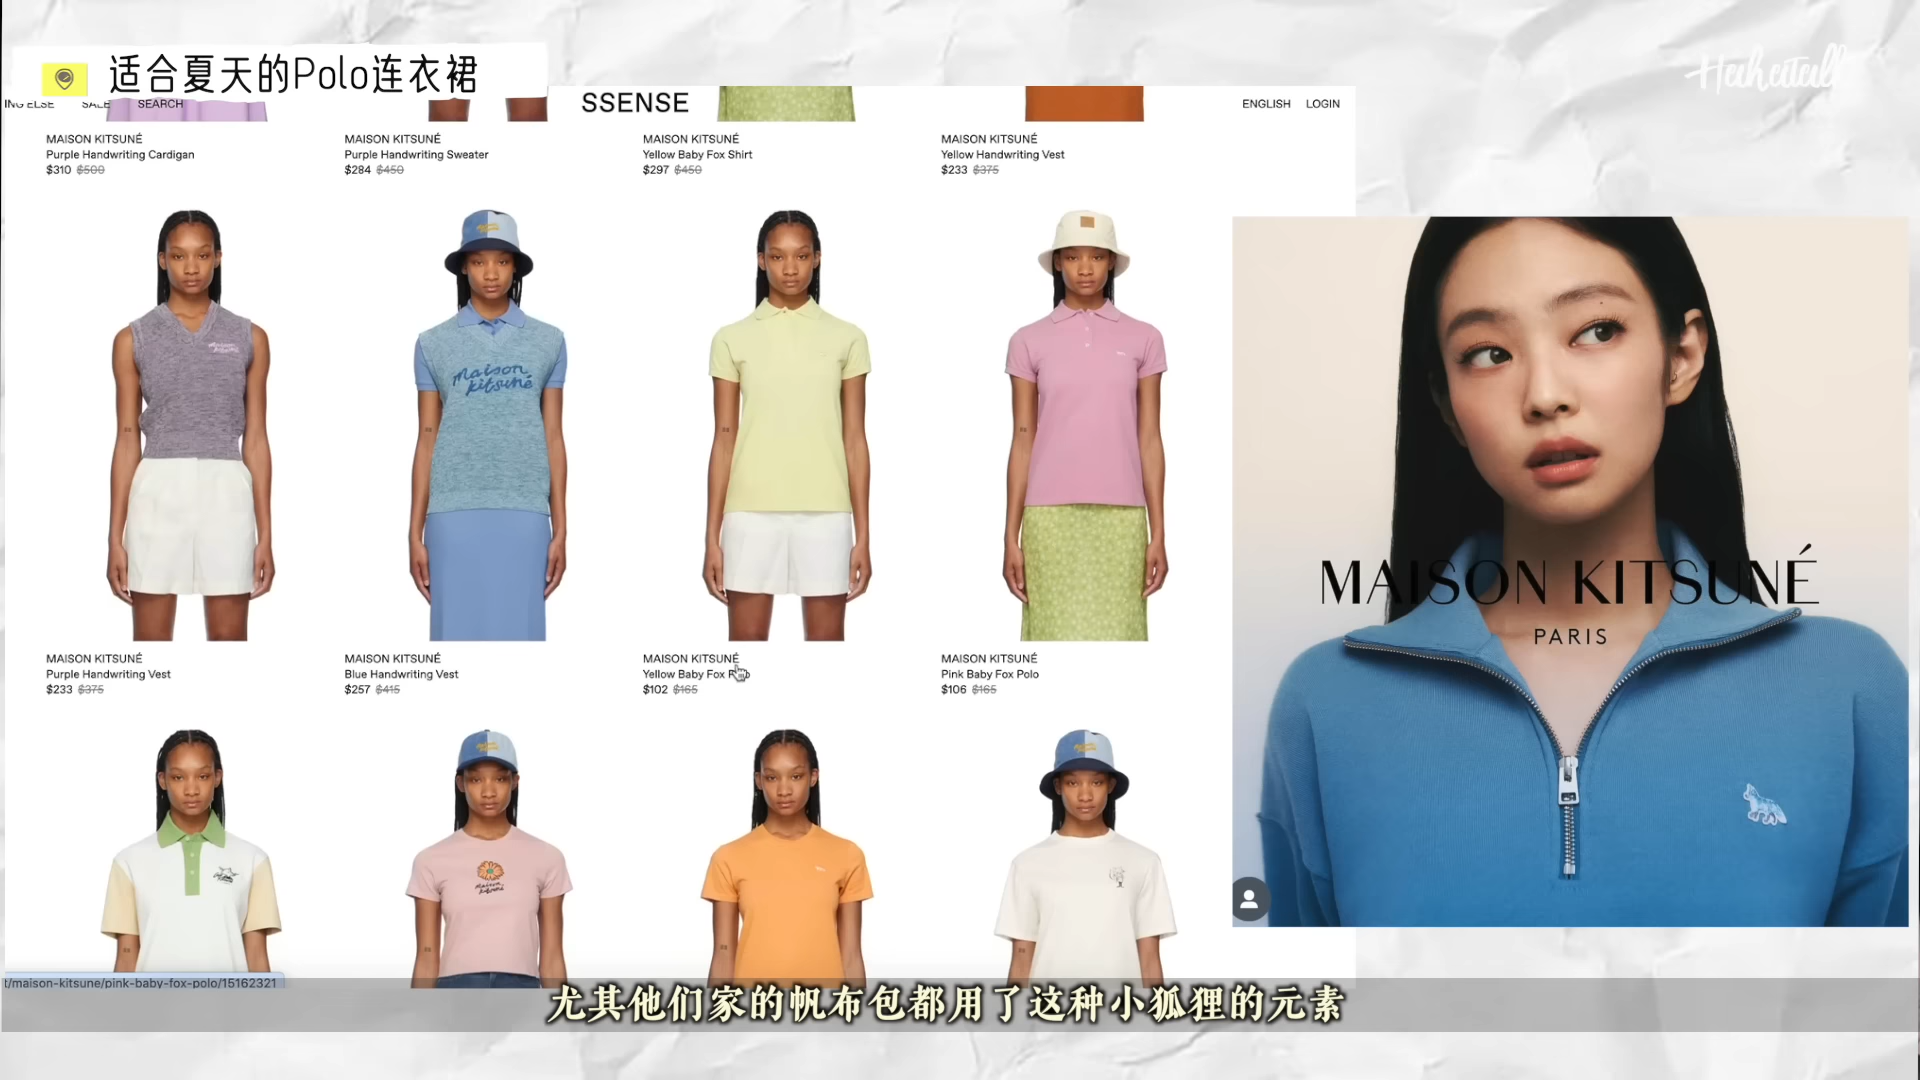 适合夏天的Polo连衣裙
ING ELSE SALE SEARCH
SSENSE
ENGLISH LOGIN
MAISON KITSUNÉ
Purple Handwriting Cardigan
$310 $500
MAISON KITSUNÉ
Purple Handwriting Sweater
$284 $450
MAISON KITSUNÉ
Yellow Baby Fox Shirt
$297 $450
MAISON KITSUNÉ
Yellow Handwriting Vest
$233 $375
Maison Kitsuné
MAISON KITSUNÉ
PARIS
MAISON KITSUNÉ
Purple Handwriting Vest
$233 $375
MAISON KITSUNÉ
Blue Handwriting Vest
$257 $415
MAISON KITSUNÉ
Yellow Baby Fox
$102 $165
MAISON KITSUNÉ
Pink Baby Fox Polo
$106 $165
t/maison-kitsune/pink-baby-fox-polo/15162321
尤其他们家的帆布包都用了这种小狐狸的元素